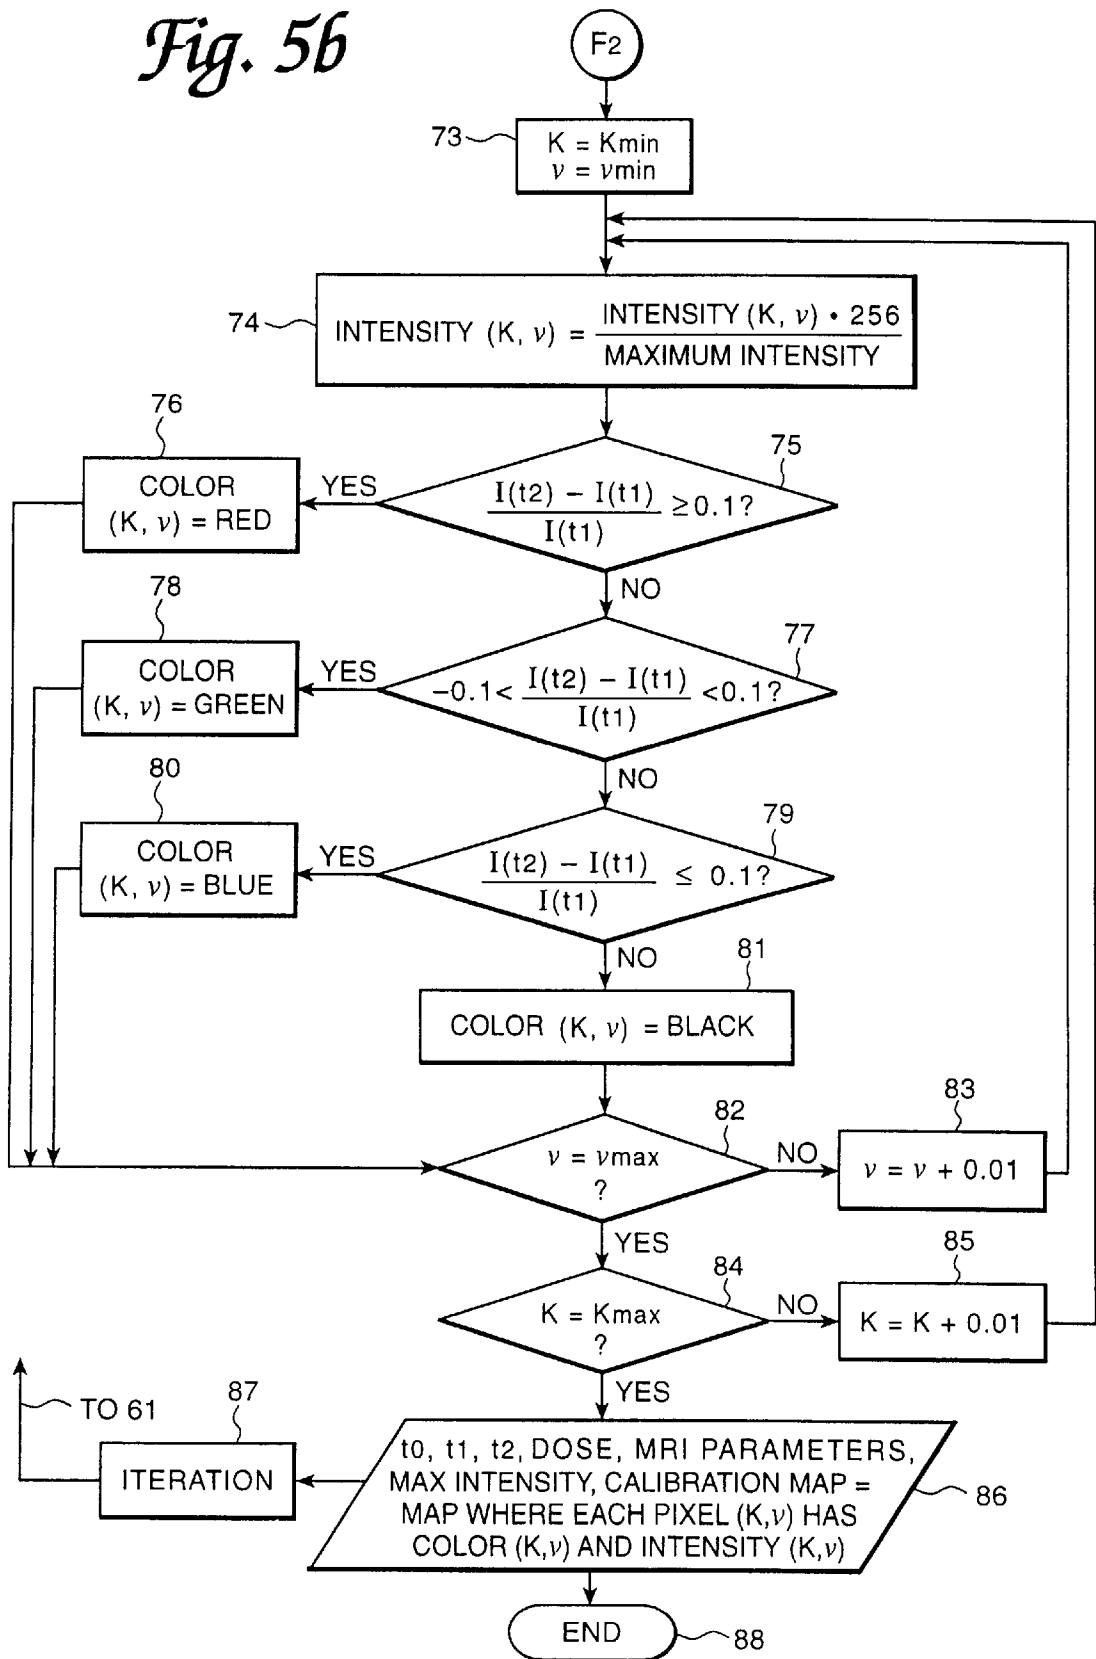 Fig. 5b
F2
73
K = Kmin
ν = νmin
74
INTENSITY (K, ν) = INTENSITY (K, ν) • 256
MAXIMUM INTENSITY
76
75
COLOR
(K, ν) = RED
YES
I(t2) − I(t1)
I(t1)
≥0.1?
NO
78
77
COLOR
(K, ν) = GREEN
YES
−0.1< I(t2) − I(t1) <0.1?
I(t1)
NO
80
79
COLOR
(K, ν) = BLUE
YES
I(t2) − I(t1)
I(t1)
≤ 0.1?
NO
81
COLOR (K, ν) = BLACK
82
83
ν = νmax
?
NO
ν = ν + 0.01
YES
84
85
K = Kmax
?
NO
K = K + 0.01
YES
TO 61
87
ITERATION
t0, t1, t2, DOSE, MRI PARAMETERS,
MAX INTENSITY, CALIBRATION MAP =
MAP WHERE EACH PIXEL (K,ν) HAS
COLOR (K,ν) AND INTENSITY (K,ν)
86
END
88